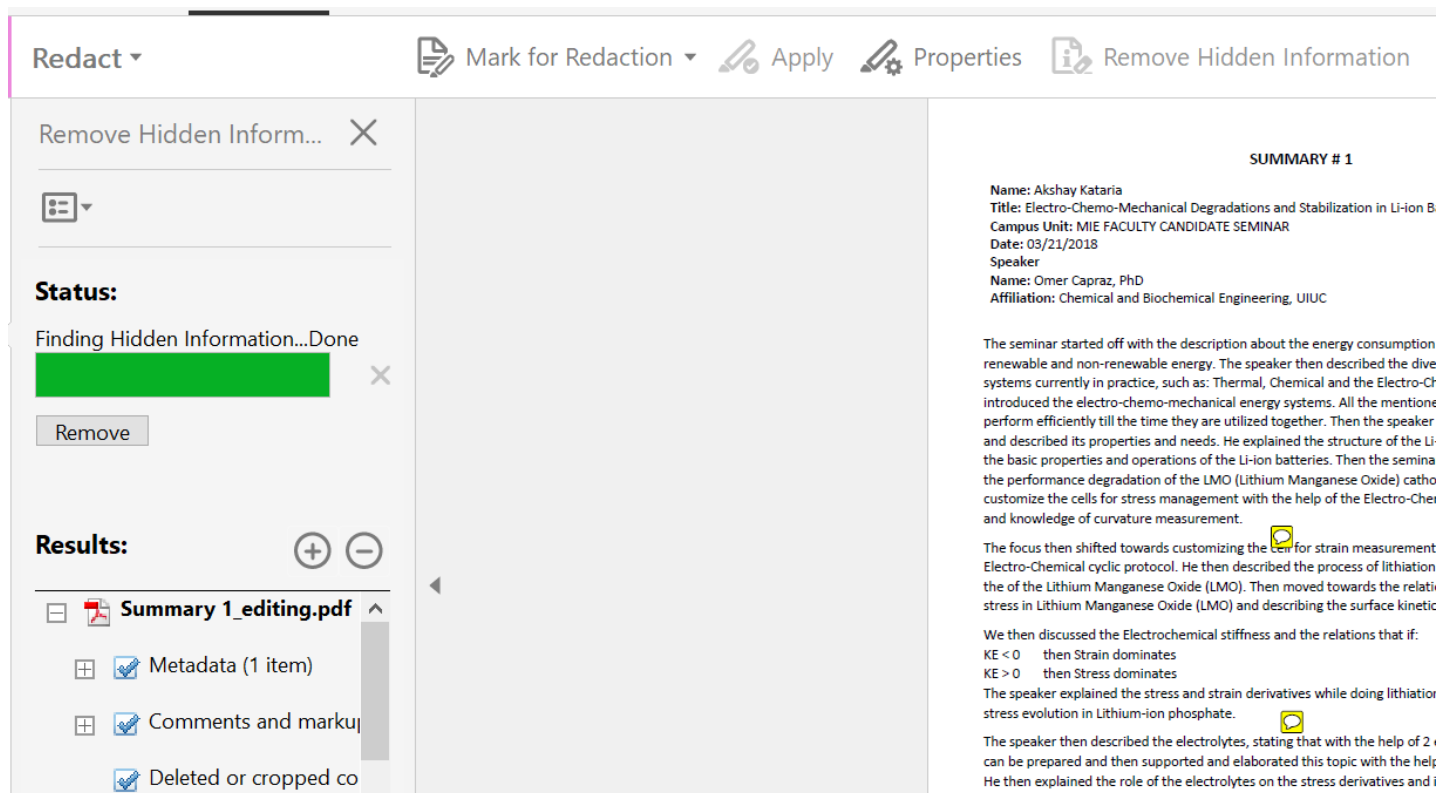 Redact
Mark for Redaction
Apply
Properties
Remove Hidden Information
Remove Hidden Inform...
Status:
Finding Hidden Information...Done
Remove
Results:
Summary 1_editing.pdf
Metadata (1 item)
Comments and marku
Deleted or cropped co
SUMMARY # 1
Name: Akshay Kataria
Title: Electro-Chemo-Mechanical Degradations and Stabilization in Li-ion B
Campus Unit: MIE FACULTY CANDIDATE SEMINAR
Date: 03/21/2018
Speaker
Name: Omer Capraz, PhD
Affiliation: Chemical and Biochemical Engineering, UIUC
The seminar started off with the description about the energy consumption
renewable and non-renewable energy. The speaker then described the dive
systems currently in practice, such as: Thermal, Chemical and the Electro-Ch
introduced the electro-chemo-mechanical energy systems. All the mentione
perform efficiently till the time they are utilized together. Then the speaker
and described its properties and needs. He explained the structure of the Li-
the basic properties and operations of the Li-ion batteries. Then the semina
the performance degradation of the LMO (Lithium Manganese Oxide) catho
customize the cells for stress management with the help of the Electro-Cher
and knowledge of curvature measurement.
The focus then shifted towards customizing the cell for strain measurement
Electro-Chemical cyclic protocol. He then described the process of lithiation
the of the Lithium Manganese Oxide (LMO). Then moved towards the relati
stress in Lithium Manganese Oxide (LMO) and describing the surface kinetic
We then discussed the Electrochemical stiffness and the relations that if:
KE < 0 then Strain dominates
KE > 0 then Stress dominates
The speaker explained the stress and strain derivatives while doing lithiation
stress evolution in Lithium-ion phosphate.
The speaker then described the electrolytes, stating that with the help of 2
can be prepared and then supported and elaborated this topic with the help
He then explained the role of the electrolytes on the stress derivatives and i